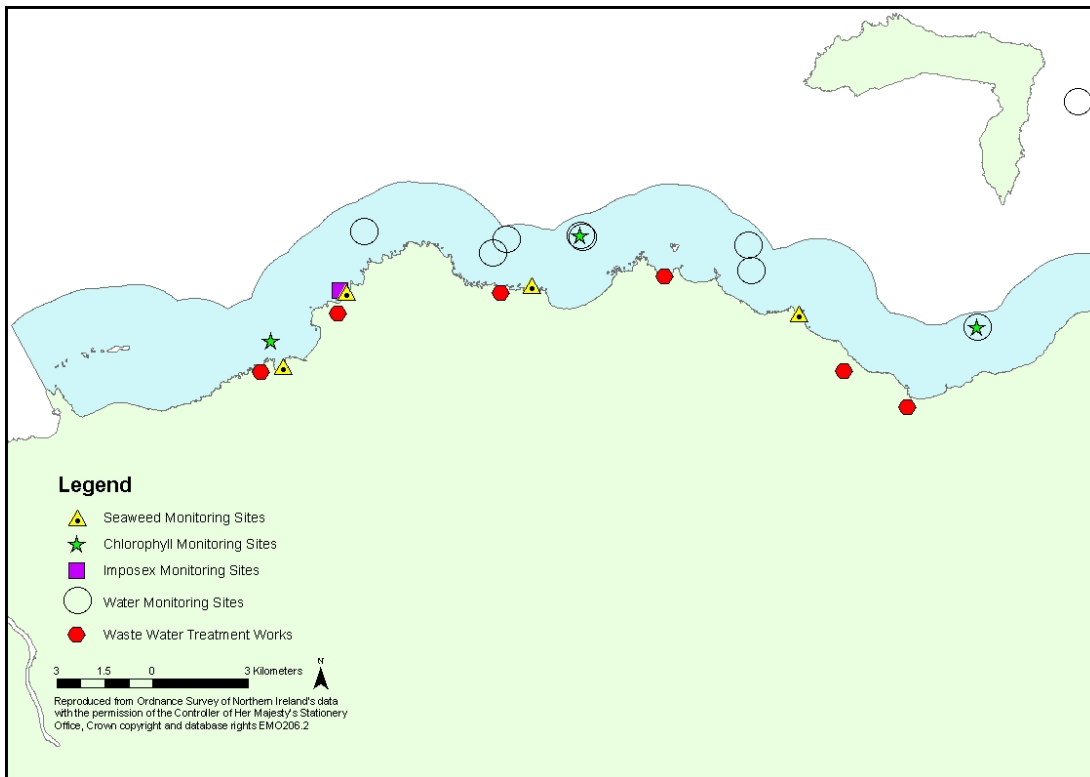 Legend
Seaweed Monitoring Sites
Chlorophyll Monitoring Sites
Imposex Monitoring Sites
Water Monitoring Sites
Waste Water Treatment Works
3 1.5 0 3 Kilometers
N
Reproduced from Ordnance Survey of Northern Ireland's data
with the permission of the Controller of Her Majesty's Stationery
Office, Crown copyright and database rights EMO206.2